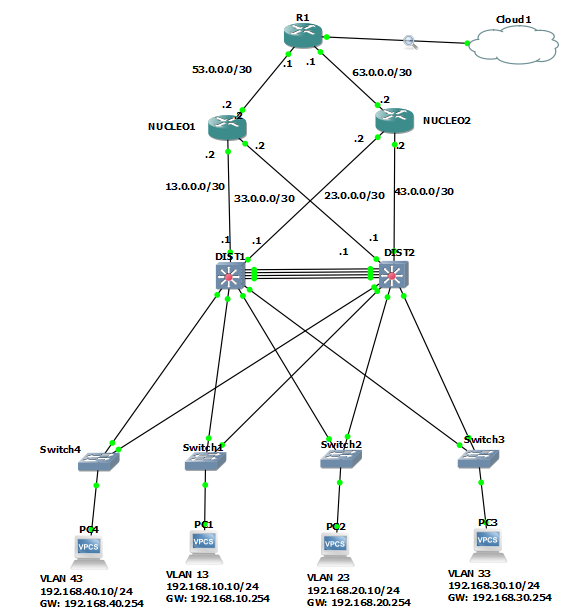 R1
Cloud1
.1
.1
53.0.0.0/30
63.0.0.0/30
.2
.2
.2
NUCLEO1
NUCLEO2
.2
.2
.2
.2
13.0.0.0/30
33.0.0.0/30
23.0.0.0/30
43.0.0.0/30
.1
.1
.1
.1
DIST1
DIST2
Switch4
Switch1
Switch2
Switch3
PC4
PC1
PC2
PC3
VPCS
VPCS
VPCS
VPCS
VLAN 43
192.168.40.10/24
GW: 192.168.40.254
VLAN 13
192.168.10.10/24
GW: 192.168.10.254
VLAN 23
192.168.20.10/24
GW: 192.168.20.254
VLAN 33
192.168.30.10/24
GW: 192.168.30.254